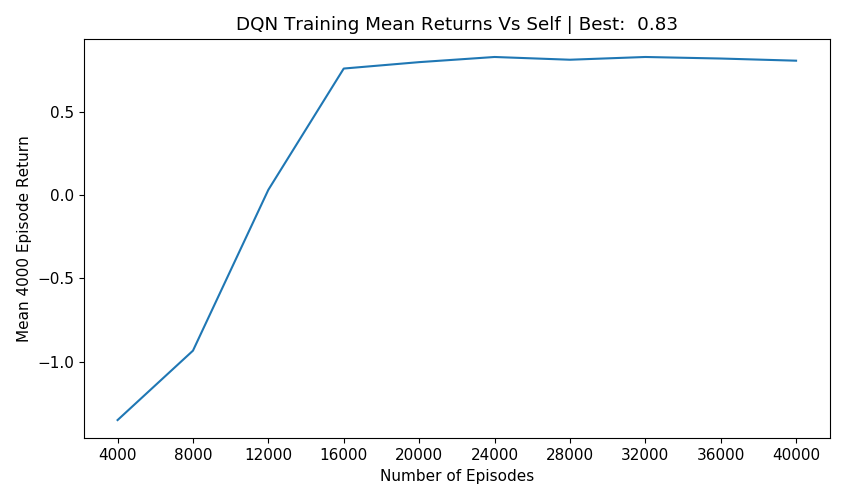 DQN Training Mean Returns Vs Self | Best:  0.83
Mean 4000 Episode Return
0.5
0.0
−0.5
−1.0
4000 8000 12000 16000 20000 24000 28000 32000 36000 40000
Number of Episodes